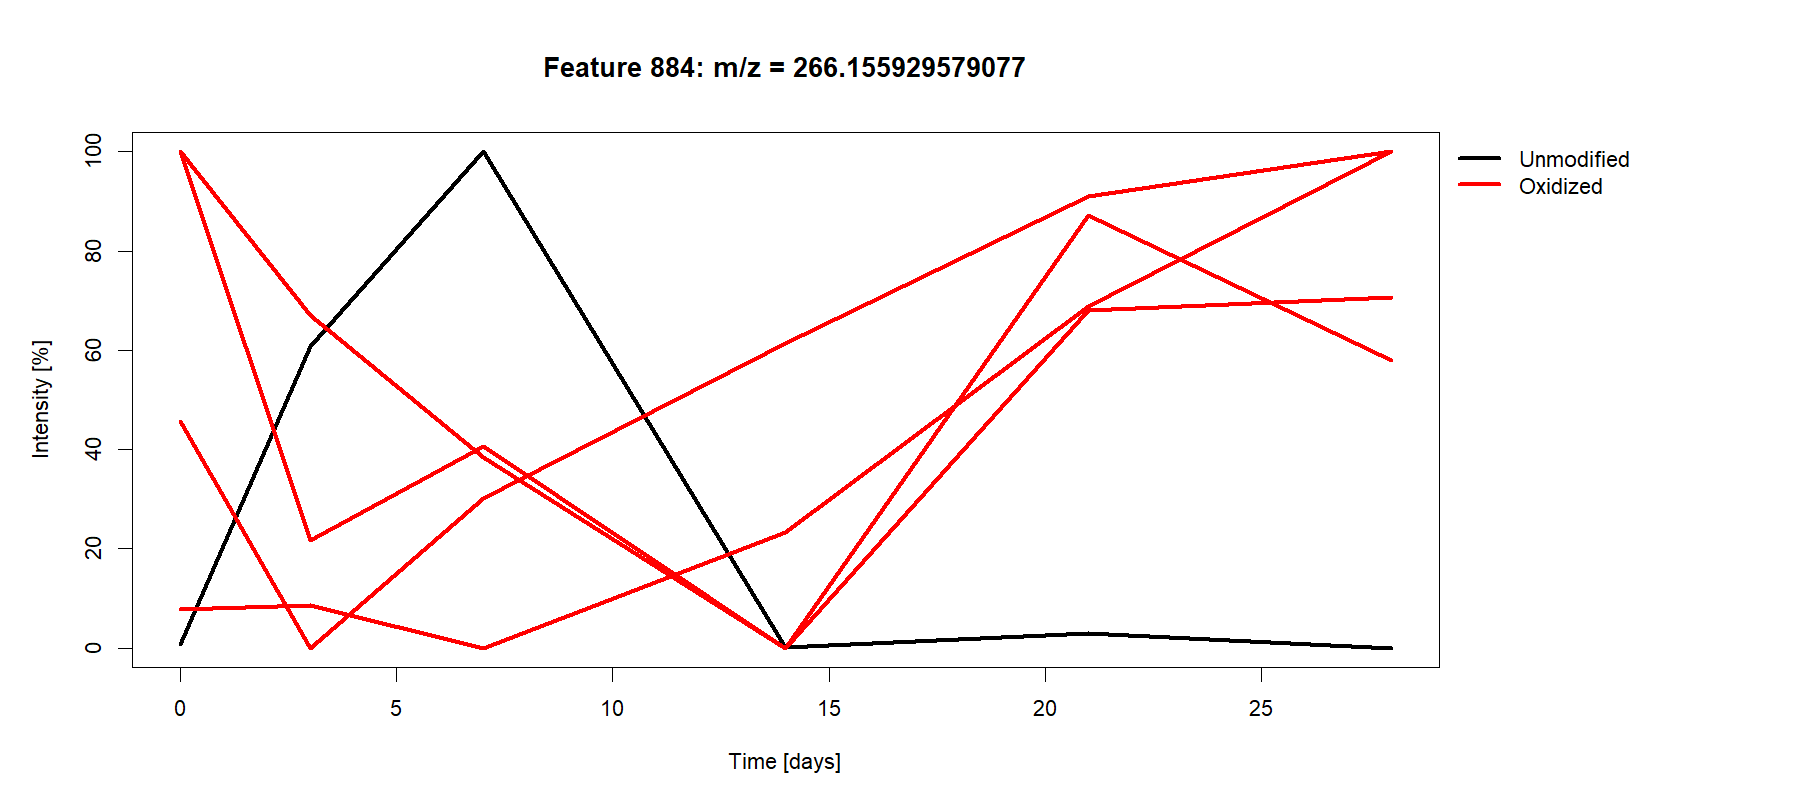 Feature 884: m/z = 266.155929579077
Unmodified
Oxidized
Intensity [%]
100
80
60
40
20
0
0 5 10 15 20 25
Time [days]